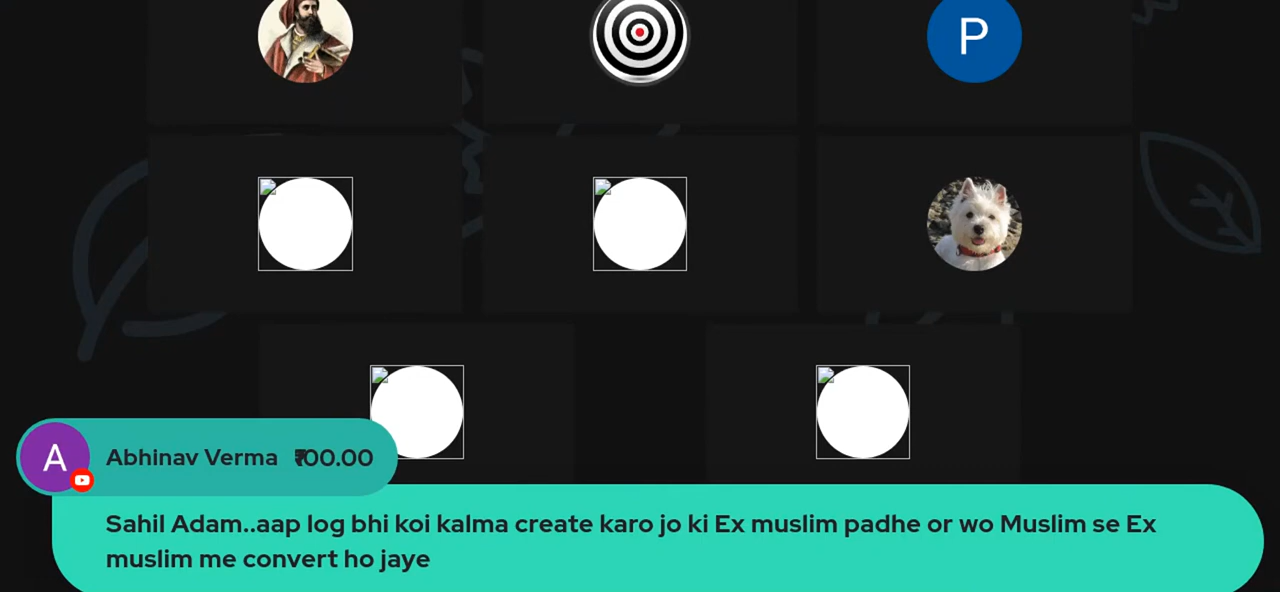 P
A
Abhinav Verma ₹100.00
Sahil Adam..aap log bhi koi kalma create karo jo ki Ex muslim padhe or wo Muslim se Ex
muslim me convert ho jaye